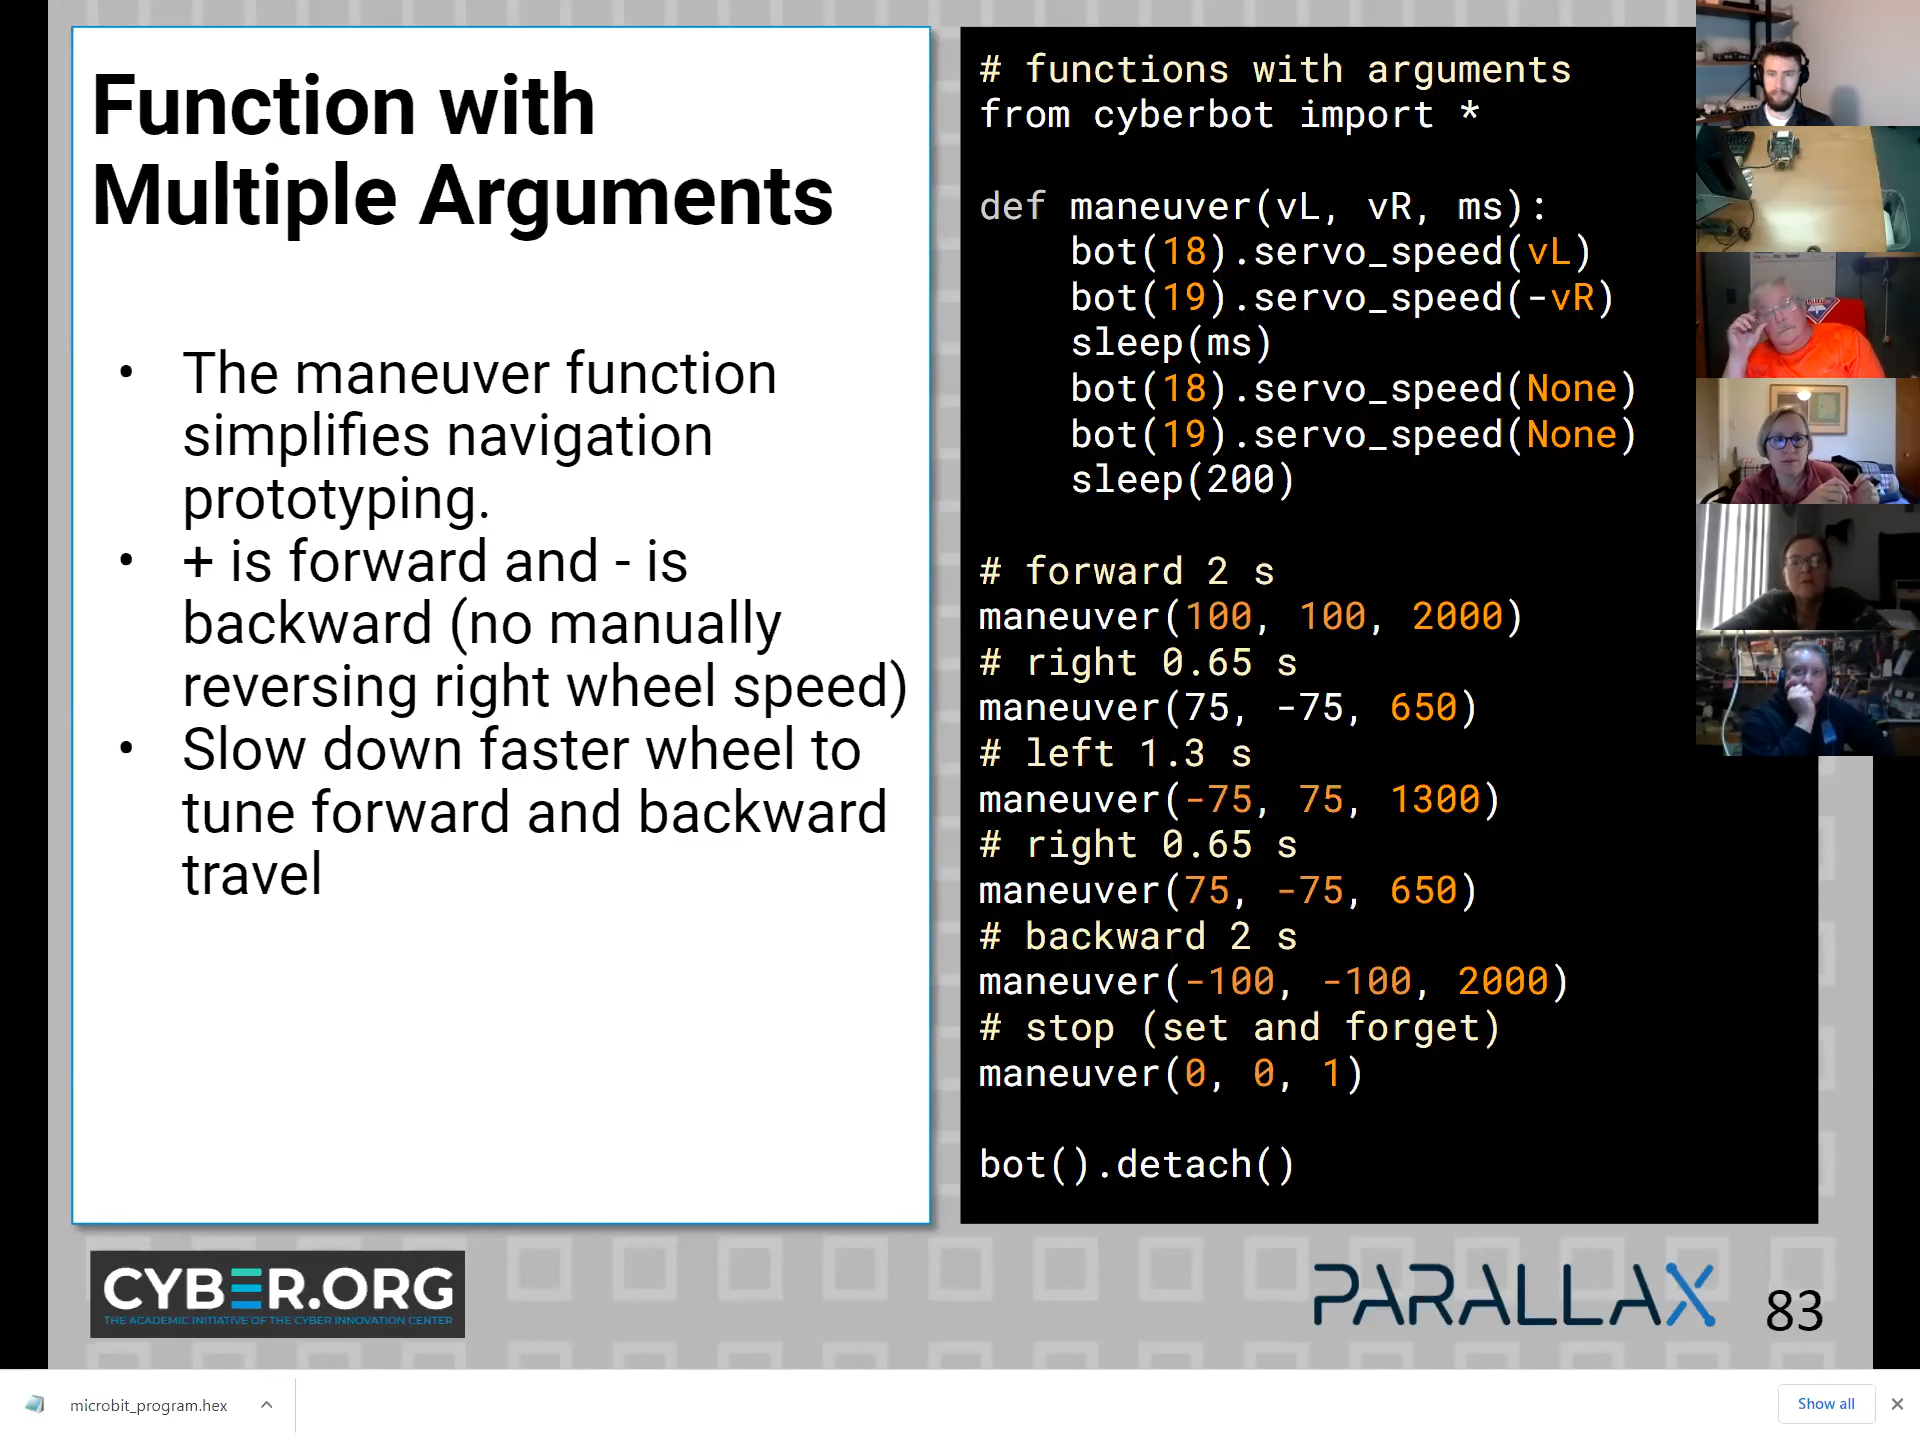 Function with
Multiple Arguments
• The maneuver function
simplifies navigation
prototyping.
• + is forward and - is
backward (no manually
reversing right wheel speed)
• Slow down faster wheel to
tune forward and backward
travel
# functions with arguments
from cyberbot import *
def maneuver(vL, vR, ms):
bot(18).servo_speed(vL)
bot(19).servo_speed(-vR)
sleep(ms)
bot(18).servo_speed(None)
bot(19).servo_speed(None)
sleep(200)
# forward 2 s
maneuver(100, 100, 2000)
# right 0.65 s
maneuver(75, -75, 650)
# left 1.3 s
maneuver(-75, 75, 1300)
# right 0.65 s
maneuver(75, -75, 650)
# backward 2 s
maneuver(-100, -100, 2000)
# stop (set and forget)
maneuver(0, 0, 1)
bot().detach()
CYBER.ORG
THE ACADEMIC INITIATIVE OF THE CYBER INNOVATION CENTER
PARALLAX
83
microbit_program.hex
Show all